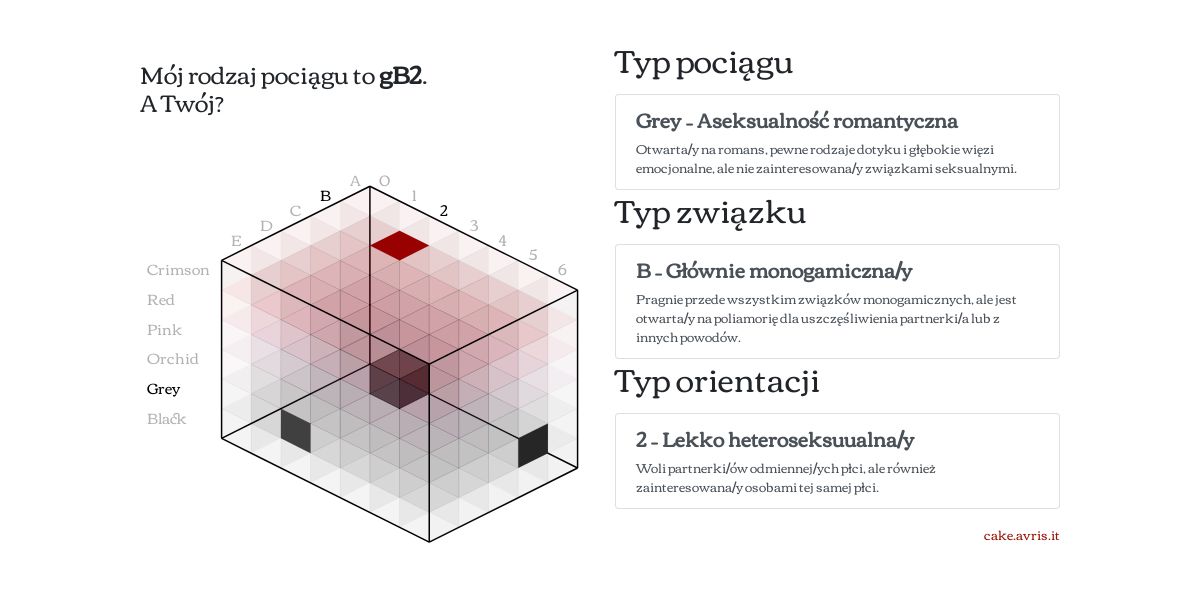 Mój rodzaj pociągu to gB2.
A Twój?
A
B
C
D
E
O
1
2
3
4
5
6
Crimson
Red
Pink
Orchid
Grey
Black
Typ pociągu
Grey – Aseksualność romantyczna
Otwarta/y na romans, pewne rodzaje dotyku i głębokie więzi
emocjonalne, ale nie zainteresowana/y związkami seksualnymi.
Typ związku
B – Głównie monogamiczna/y
Pragnie przede wszystkim związków monogamicznych, ale jest
otwarta/y na poliamorię dla uszczęśliwienia partnerki/a lub z
innych powodów.
Typ orientacji
2 – Lekko heteroseksuualna/y
Woli partnerki/ów odmiennej/ych płci, ale również
zainteresowana/y osobami tej samej płci.
cake.avris.it